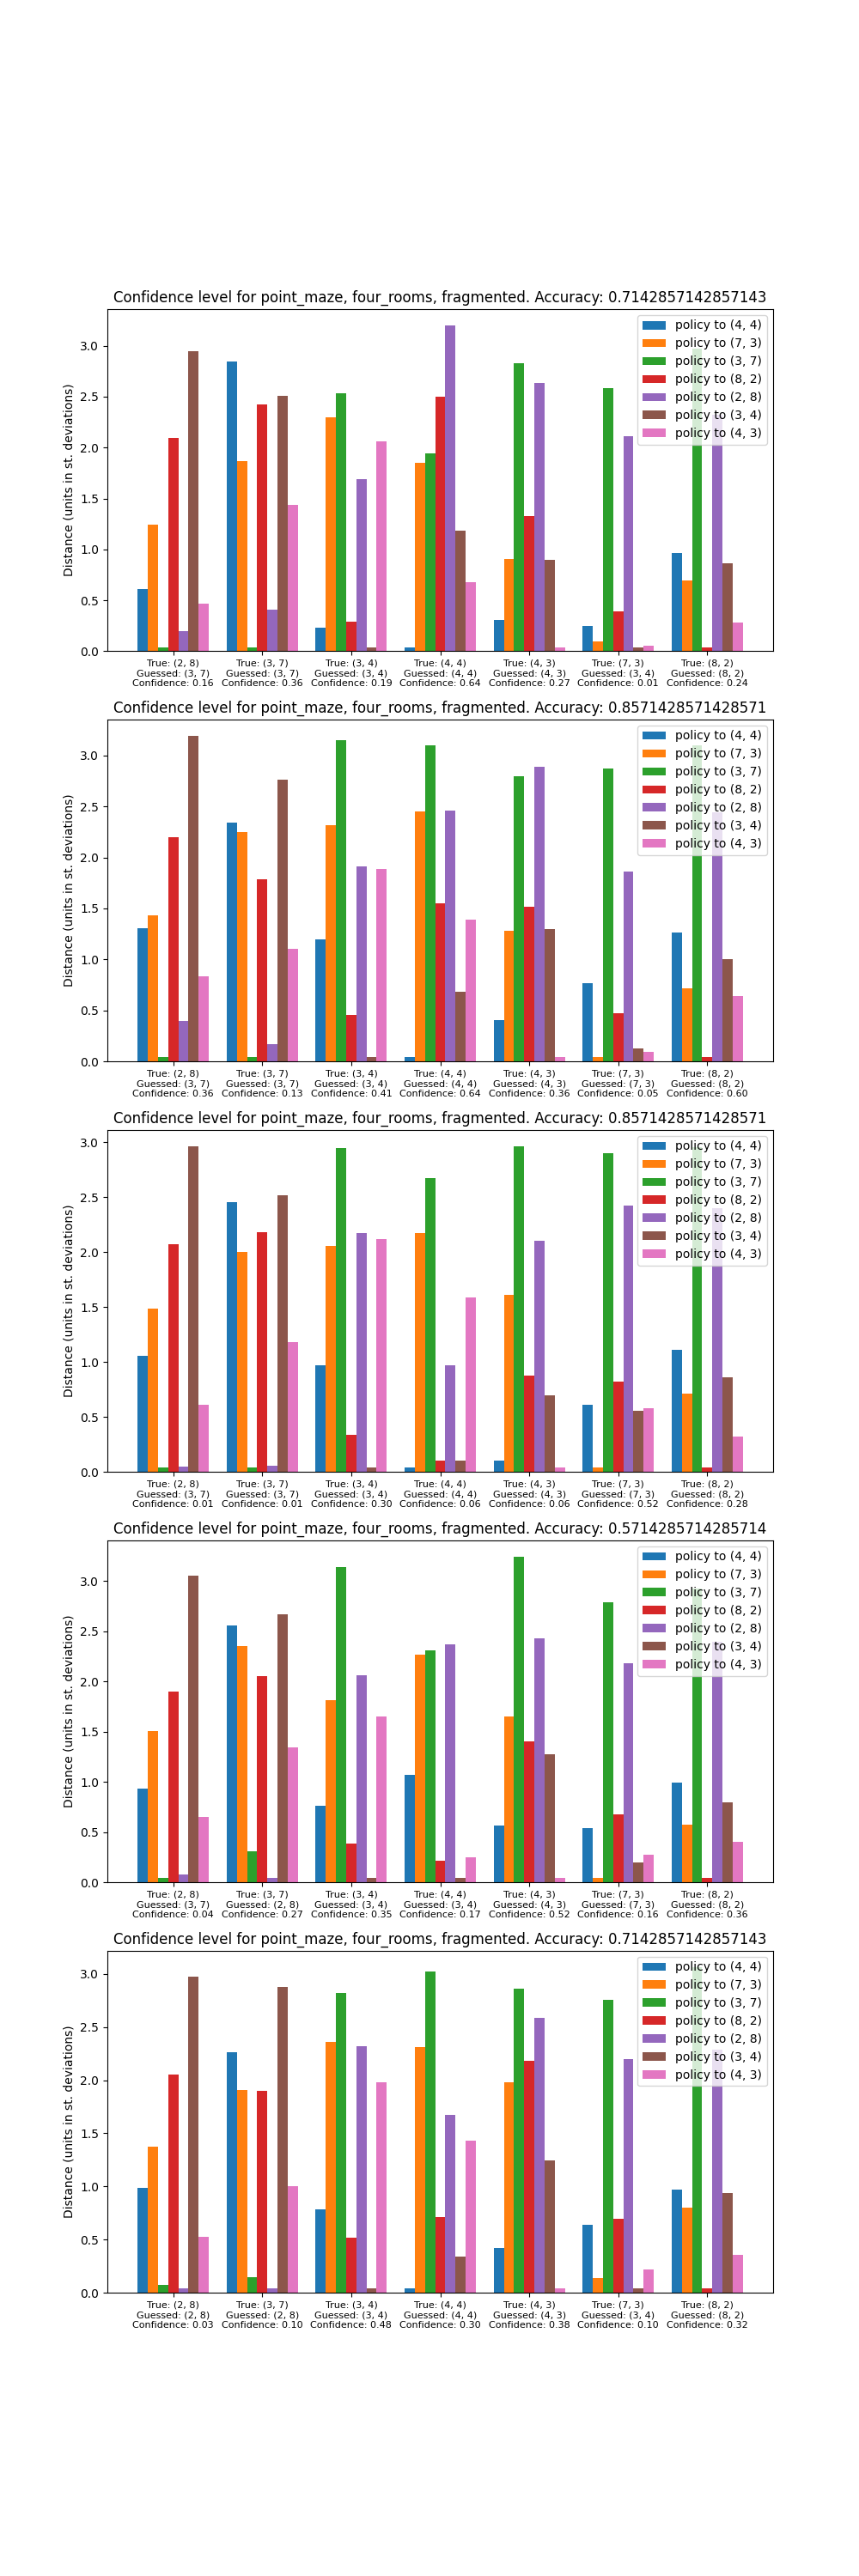 Confidence level for point_maze, four_rooms, fragmented. Accuracy: 0.7142857142857143
Distance (units in st. deviations)
3.0
2.5
2.0
1.5
1.0
0.5
0.0
policy to (4, 4)
policy to (7, 3)
policy to (3, 7)
policy to (8, 2)
policy to (2, 8)
policy to (3, 4)
policy to (4, 3)
True: (2, 8) True: (3, 7) True: (3, 4) True: (4, 4) True: (4, 3) True: (7, 3) True: (8, 2)
Guessed: (3, 7) Guessed: (3, 7) Guessed: (3, 4) Guessed: (4, 4) Guessed: (4, 3) Guessed: (3, 4) Guessed: (8, 2)
Confidence: 0.16 Confidence: 0.36 Confidence: 0.19 Confidence: 0.64 Confidence: 0.27 Confidence: 0.01 Confidence: 0.24
Confidence level for point_maze, four_rooms, fragmented. Accuracy: 0.8571428571428571
Distance (units in st. deviations)
3.0
2.5
2.0
1.5
1.0
0.5
0.0
policy to (4, 4)
policy to (7, 3)
policy to (3, 7)
policy to (8, 2)
policy to (2, 8)
policy to (3, 4)
policy to (4, 3)
True: (2, 8) True: (3, 7) True: (3, 4) True: (4, 4) True: (4, 3) True: (7, 3) True: (8, 2)
Guessed: (3, 7) Guessed: (3, 7) Guessed: (3, 4) Guessed: (4, 4) Guessed: (4, 3) Guessed: (7, 3) Guessed: (8, 2)
Confidence: 0.36 Confidence: 0.13 Confidence: 0.41 Confidence: 0.64 Confidence: 0.36 Confidence: 0.05 Confidence: 0.60
Confidence level for point_maze, four_rooms, fragmented. Accuracy: 0.8571428571428571
Distance (units in st. deviations)
3.0
2.5
2.0
1.5
1.0
0.5
0.0
policy to (4, 4)
policy to (7, 3)
policy to (3, 7)
policy to (8, 2)
policy to (2, 8)
policy to (3, 4)
policy to (4, 3)
True: (2, 8) True: (3, 7) True: (3, 4) True: (4, 4) True: (4, 3) True: (7, 3) True: (8, 2)
Guessed: (3, 7) Guessed: (3, 7) Guessed: (3, 4) Guessed: (4, 4) Guessed: (4, 3) Guessed: (7, 3) Guessed: (8, 2)
Confidence: 0.01 Confidence: 0.01 Confidence: 0.30 Confidence: 0.06 Confidence: 0.06 Confidence: 0.52 Confidence: 0.28
Confidence level for point_maze, four_rooms, fragmented. Accuracy: 0.5714285714285714
Distance (units in st. deviations)
3.0
2.5
2.0
1.5
1.0
0.5
0.0
policy to (4, 4)
policy to (7, 3)
policy to (3, 7)
policy to (8, 2)
policy to (2, 8)
policy to (3, 4)
policy to (4, 3)
True: (2, 8) True: (3, 7) True: (3, 4) True: (4, 4) True: (4, 3) True: (7, 3) True: (8, 2)
Guessed: (3, 7) Guessed: (2, 8) Guessed: (3, 4) Guessed: (3, 4) Guessed: (4, 3) Guessed: (7, 3) Guessed: (8, 2)
Confidence: 0.04 Confidence: 0.27 Confidence: 0.35 Confidence: 0.17 Confidence: 0.52 Confidence: 0.16 Confidence: 0.36
Confidence level for point_maze, four_rooms, fragmented. Accuracy: 0.7142857142857143
Distance (units in st. deviations)
3.0
2.5
2.0
1.5
1.0
0.5
0.0
policy to (4, 4)
policy to (7, 3)
policy to (3, 7)
policy to (8, 2)
policy to (2, 8)
policy to (3, 4)
policy to (4, 3)
True: (2, 8) True: (3, 7) True: (3, 4) True: (4, 4) True: (4, 3) True: (7, 3) True: (8, 2)
Guessed: (2, 8) Guessed: (2, 8) Guessed: (3, 4) Guessed: (4, 4) Guessed: (4, 3) Guessed: (3, 4) Guessed: (8, 2)
Confidence: 0.03 Confidence: 0.10 Confidence: 0.48 Confidence: 0.30 Confidence: 0.38 Confidence: 0.10 Confidence: 0.32